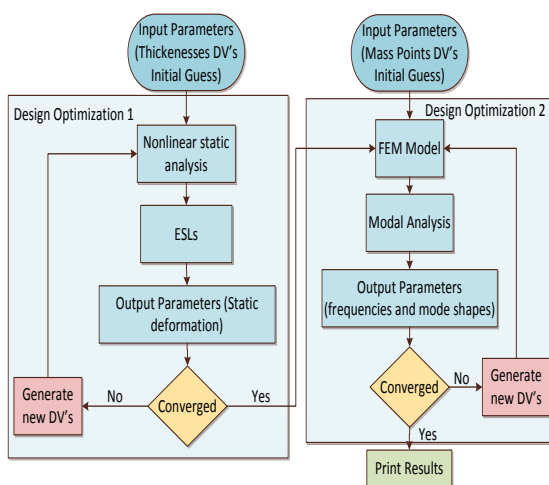 Input Parameters
(Thicknesses DV's
Initial Guess)
Design Optimization 1
Nonlinear static
analysis
ESLs
Output Parameters (Static
deformation)
Converged
No
Yes
Generate
new DV's
Input Parameters
(Mass Points DV's
Initial Guess)
Design Optimization 2
FEM Model
Modal Analysis
Output Parameters
(frequencies and mode shapes)
Converged
No
Generate
new DV's
Yes
Print Results